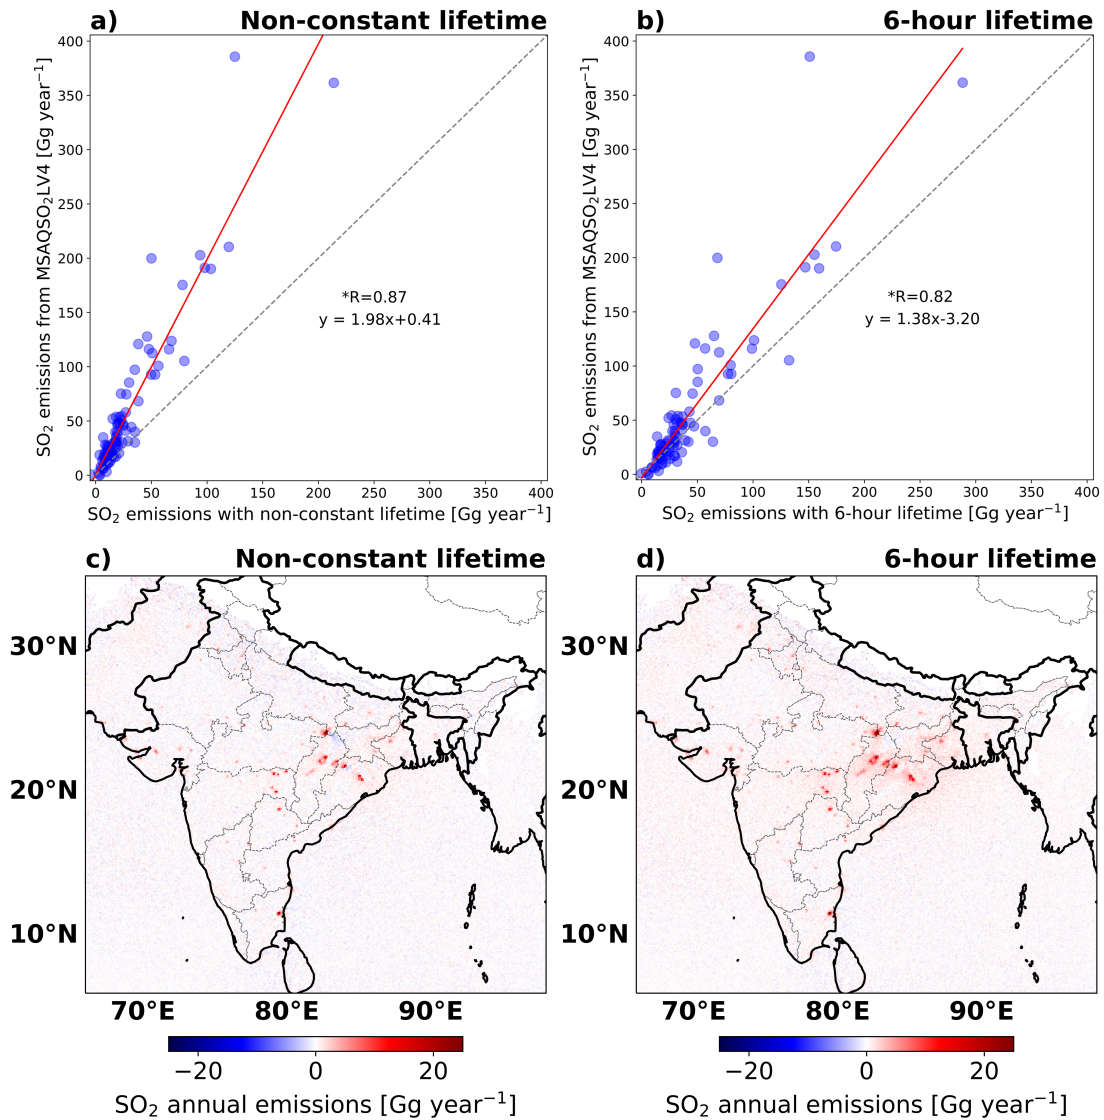 a) Non-constant lifetime
SO₂ emissions from MSAQSO₂LV4 [Gg year⁻¹]
400
350
300
250
200
150
100
50
0
*R=0.87
y = 1.98x+0.41
0 50 100 150 200 250 300 350 400
SO₂ emissions with non-constant lifetime [Gg year⁻¹]
b) 6-hour lifetime
SO₂ emissions from MSAQSO₂LV4 [Gg year⁻¹]
400
350
300
250
200
150
100
50
0
*R=0.82
y = 1.38x-3.20
0 50 100 150 200 250 300 350 400
SO₂ emissions with 6-hour lifetime [Gg year⁻¹]
c) Non-constant lifetime
30°N
20°N
10°N
70°E 80°E 90°E
−20 0 20
SO₂ annual emissions [Gg year⁻¹]
d) 6-hour lifetime
30°N
20°N
10°N
70°E 80°E 90°E
−20 0 20
SO₂ annual emissions [Gg year⁻¹]